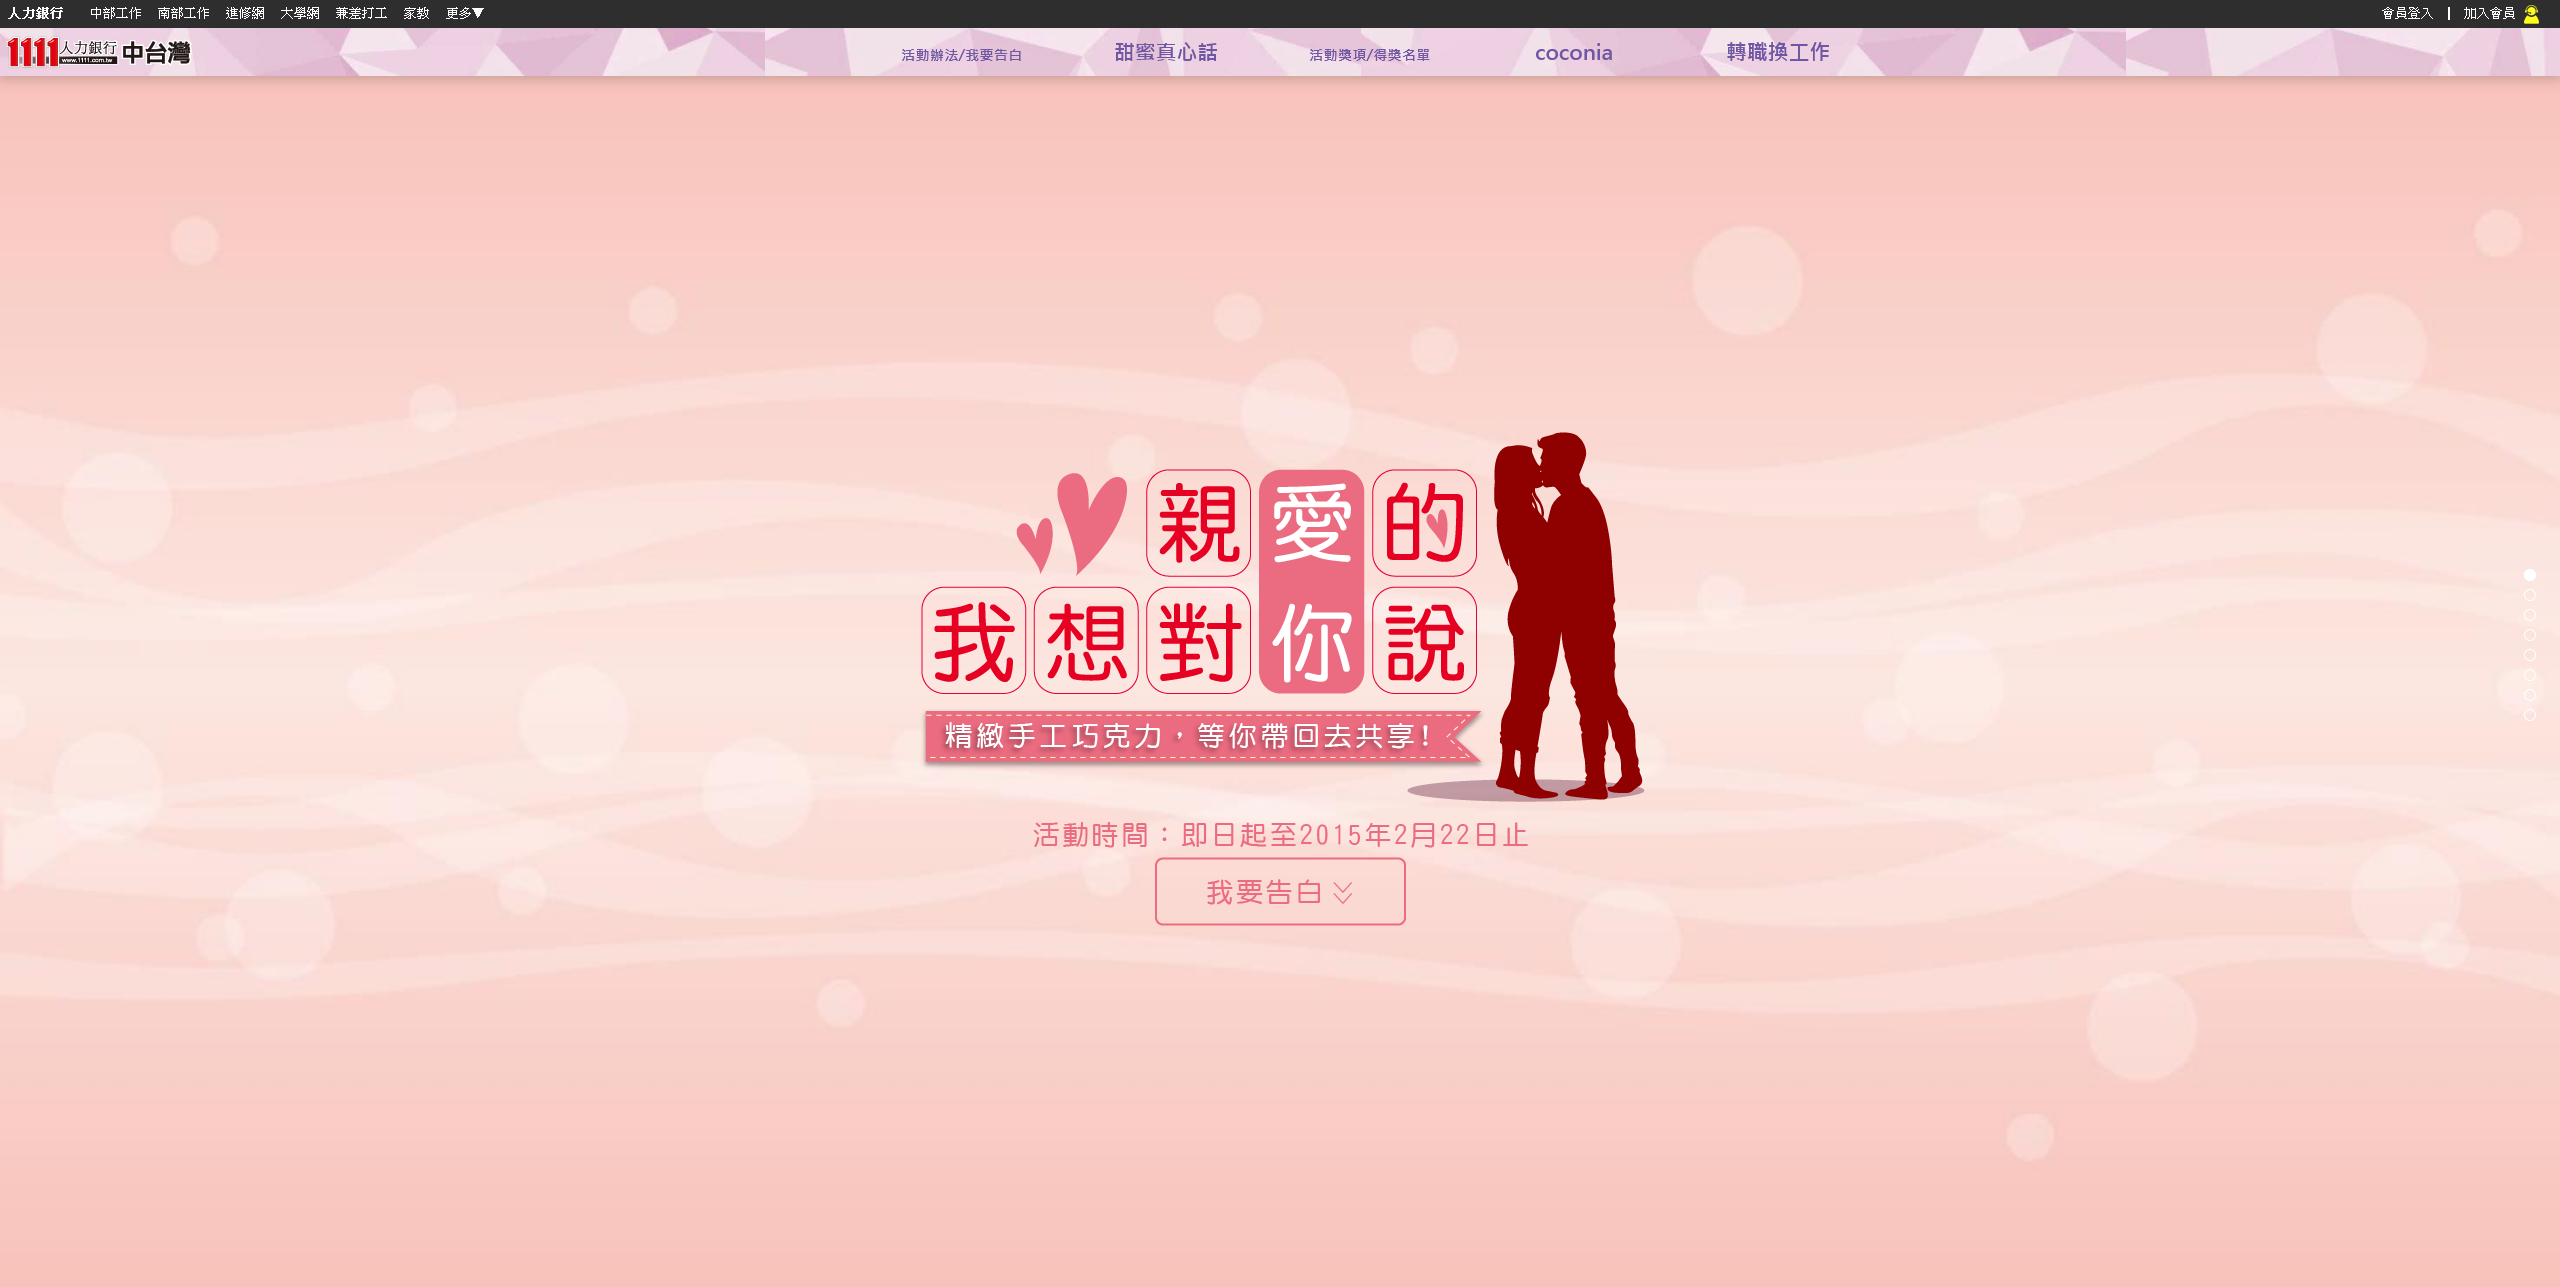 人力銀行 中部工作 南部工作 進修網 大學網 兼差打工 家教 更多▼ 會員登入 | 加入會員
1111人力銀行 www.1111.com.tw 中台灣 活動辦法/我要告白 甜蜜真心話 活動獎項/得獎名單 coconia 轉職換工作
親愛的
我想對你說
精緻手工巧克力，等你帶回去共享!
活動時間：即日起至2015年2月22日止
我要告白